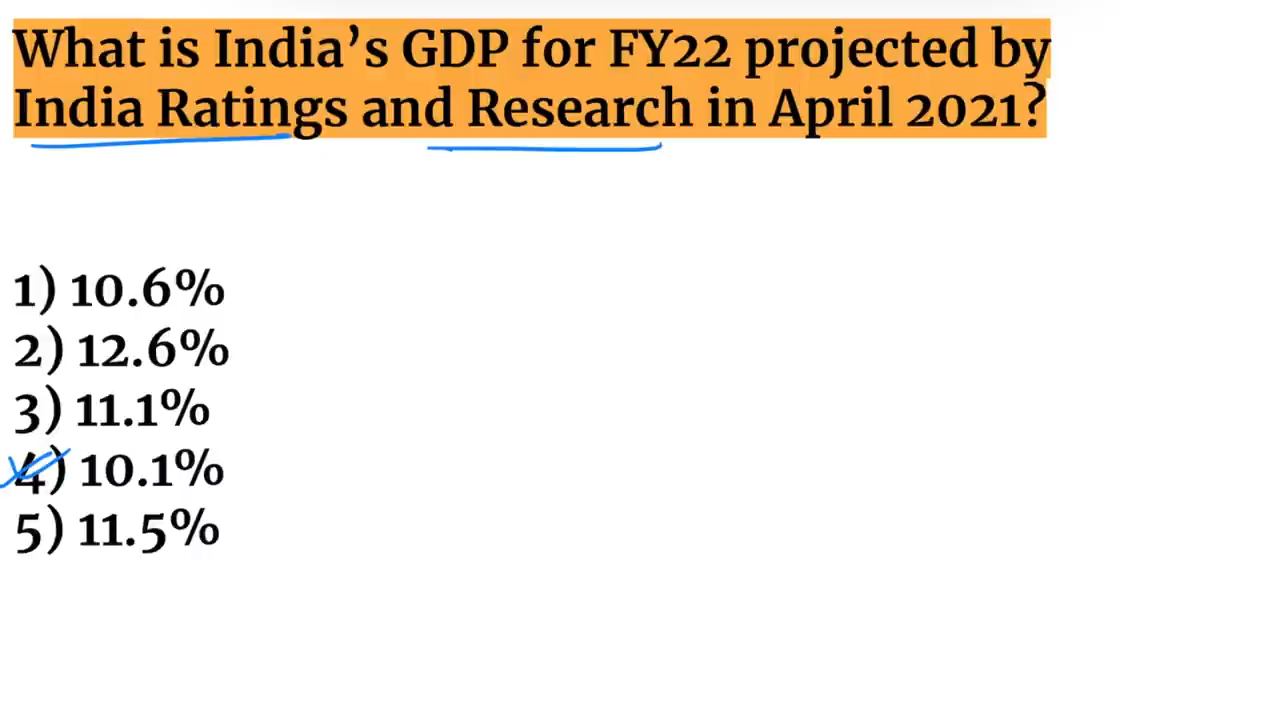 What is India’s GDP for FY22 projected by
India Ratings and Research in April 2021?
1) 10.6%
2) 12.6%
3) 11.1%
4) 10.1%
5) 11.5%